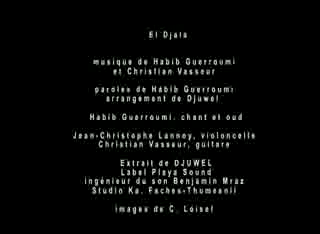 El Djala
musique de Habib Guerroumi
et Christian Vasseur
paroles de Habib Guerroumi
arrangement de Djuwel
Habib Guerroumi. chant et oud
Jean-Christophe Lannoy, violoncelle
Christian Vasseur, guitare
Extrait de DJUWEL
Label Playa Sound
ingénieur du son Benjamin Mraz
Studio Ka. Faches-Thumesnil
images de C. Loisel